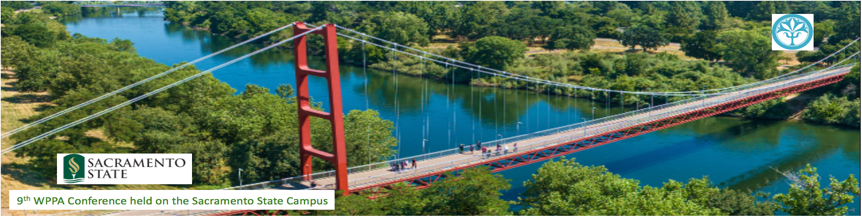 SACRAMENTO
STATE
9th WPPA Conference held on the Sacramento State Campus